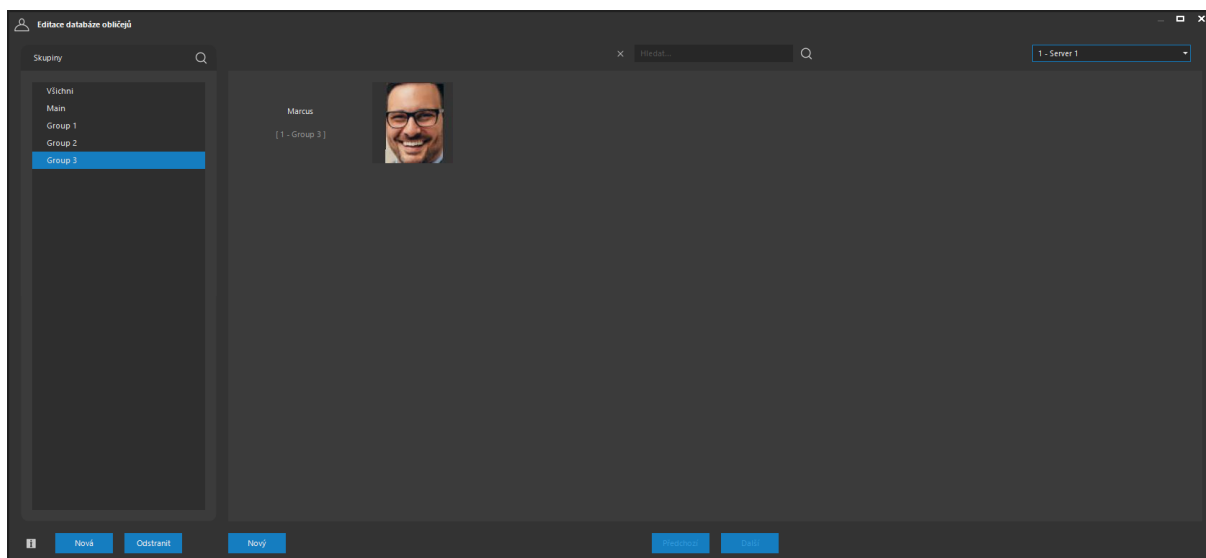 Editace databáze obličejů
Skupiny
Hledat...
1 - Server 1
Všichni
Main
Group 1
Group 2
Group 3
Marcus
[ 1 - Group 3 ]
Nová
Odstranit
Nový
Předchozí
Další